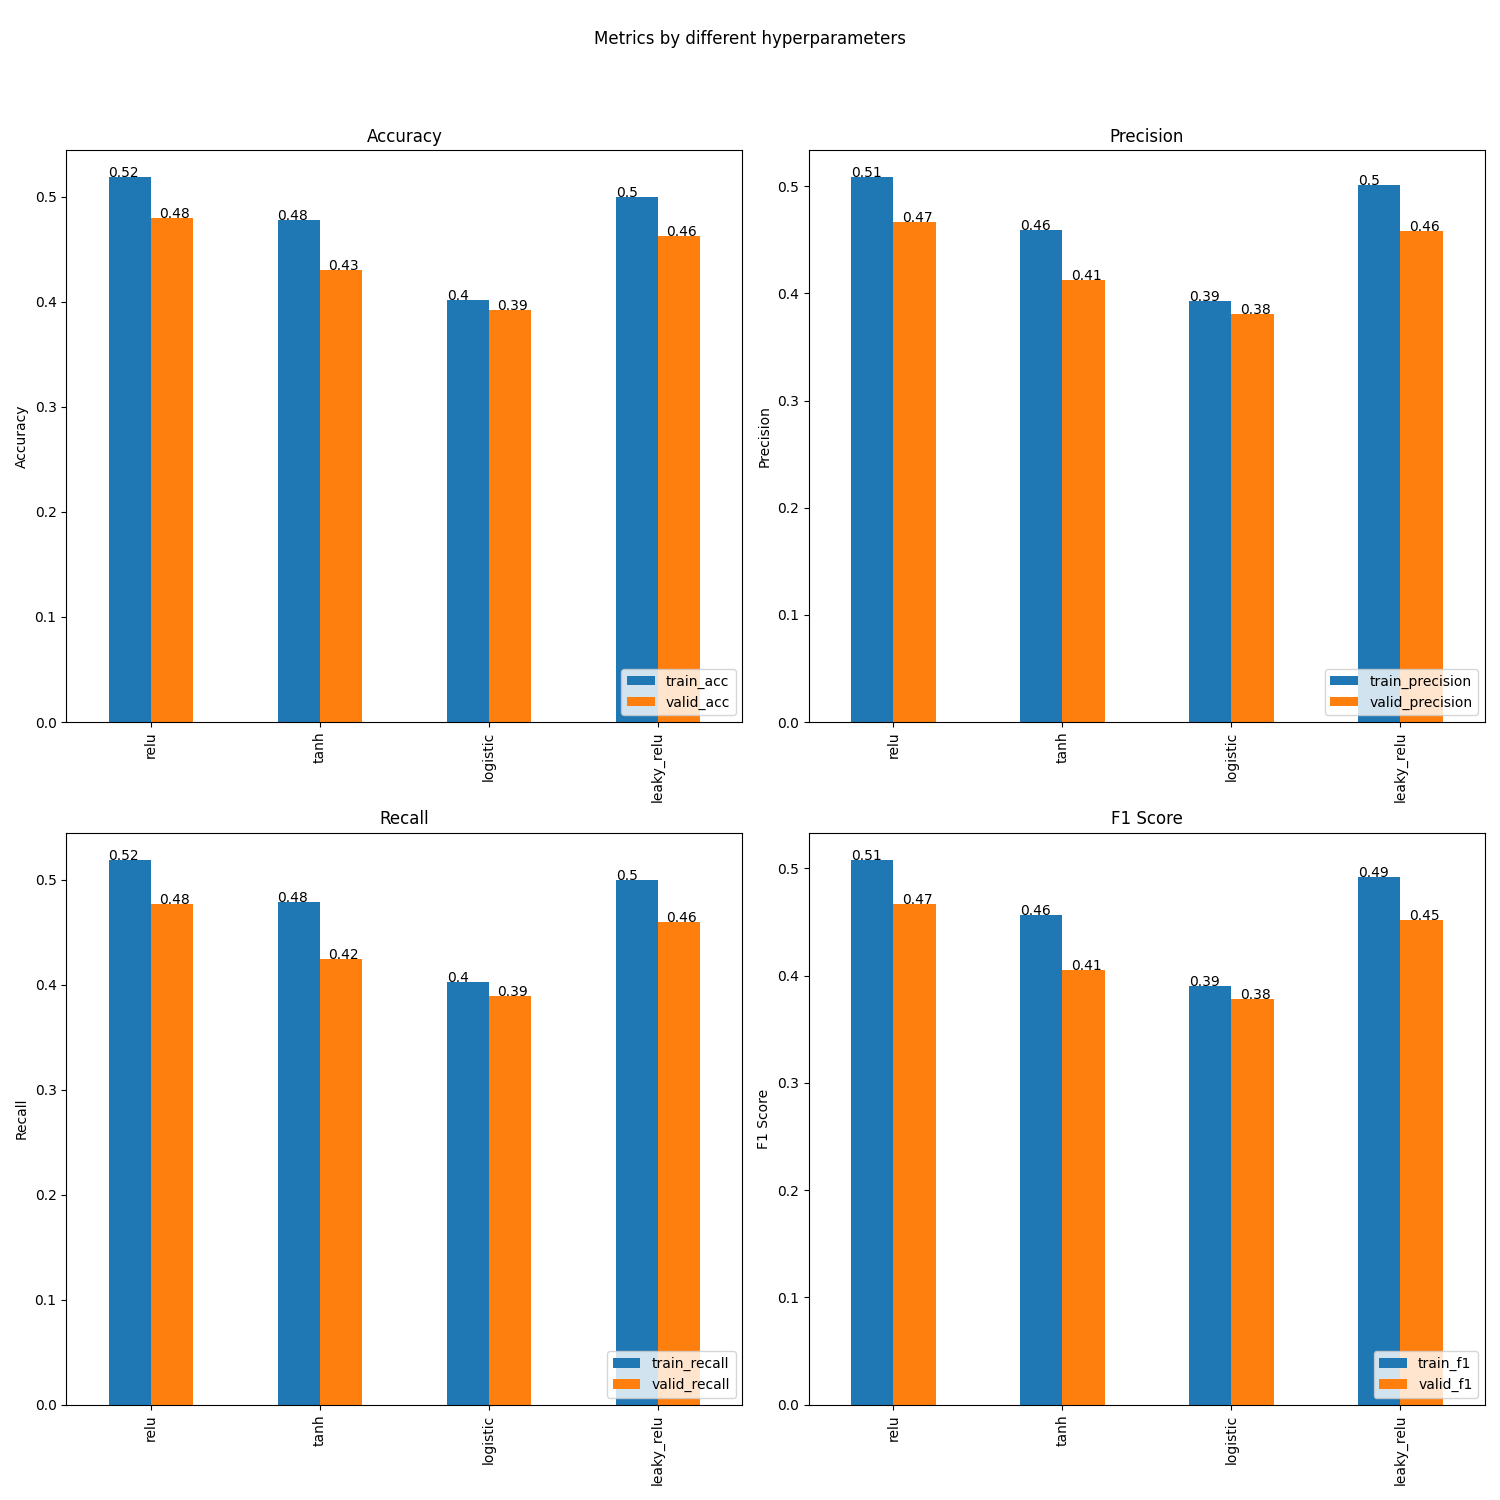 Metrics by different hyperparameters
Accuracy
Accuracy
0.5
0.4
0.3
0.2
0.1
0.0
0.52
0.48
0.48
0.43
0.4
0.39
0.5
0.46
train_acc
valid_acc
relu
tanh
logistic
leaky_relu
Precision
Precision
0.5
0.4
0.3
0.2
0.1
0.0
0.51
0.47
0.46
0.41
0.39
0.38
0.5
0.46
train_precision
valid_precision
relu
tanh
logistic
leaky_relu
Recall
Recall
0.5
0.4
0.3
0.2
0.1
0.0
0.52
0.48
0.48
0.42
0.4
0.39
0.5
0.46
train_recall
valid_recall
relu
tanh
logistic
leaky_relu
F1 Score
F1 Score
0.5
0.4
0.3
0.2
0.1
0.0
0.51
0.47
0.46
0.41
0.39
0.38
0.49
0.45
train_f1
valid_f1
relu
tanh
logistic
leaky_relu